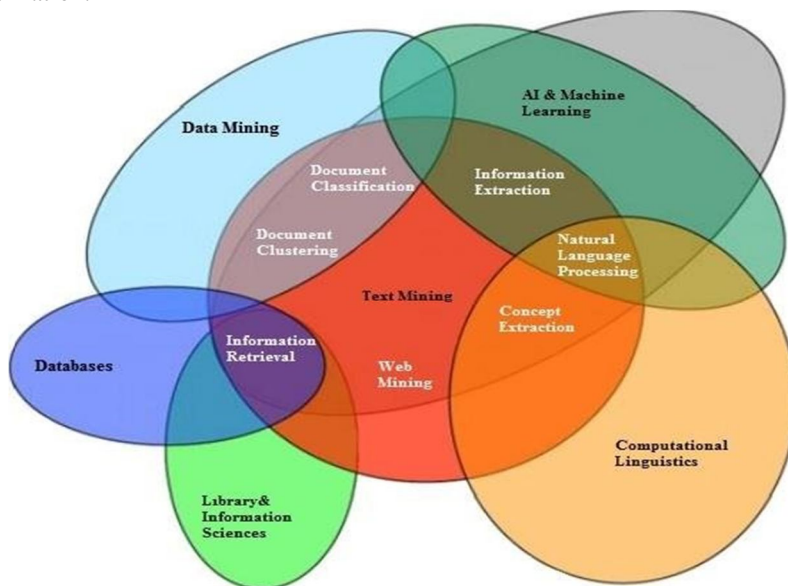 AI & Machine
Learning
Data Mining
Document
Classification
Information
Extraction
Document
Clustering
Natural
Language
Processing
Text Mining
Concept
Extraction
Information
Retrieval
Databases
Web
Mining
Computational
Linguistics
Library&
Information
Sciences